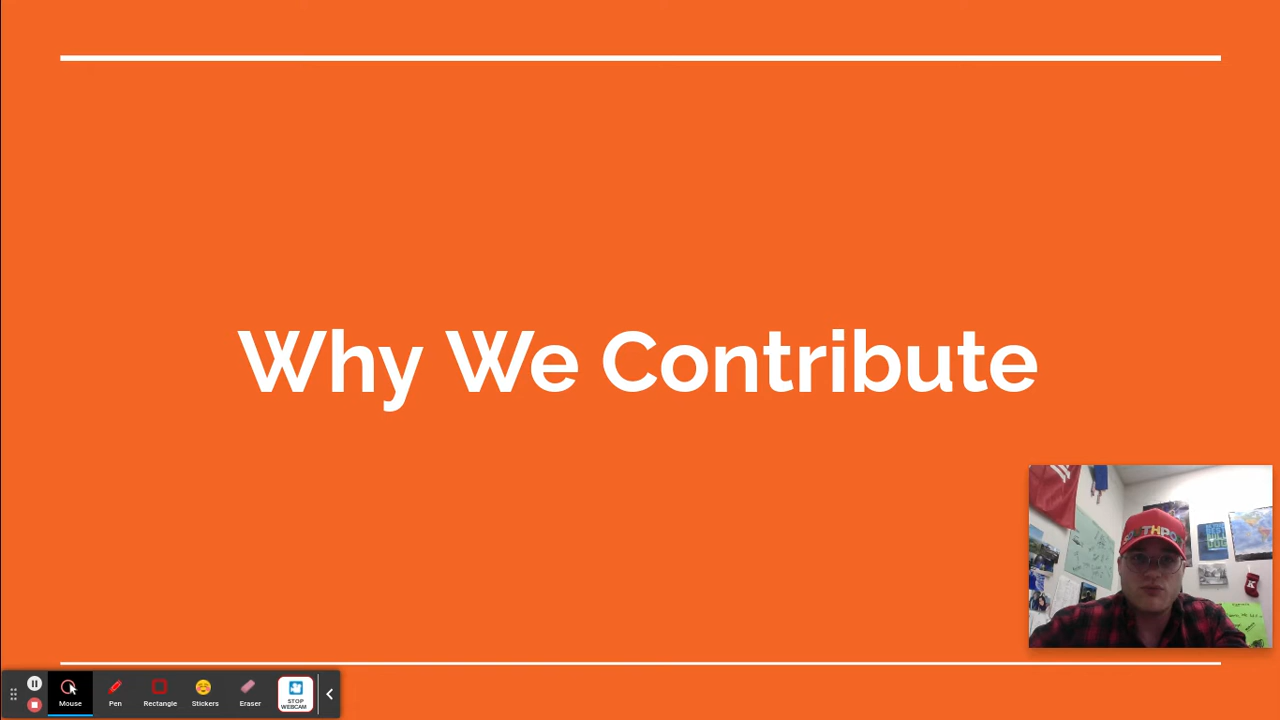 Why We Contribute
Mouse
Pen
Rectangle
Stickers
Eraser
STOP
WEBCAM
K